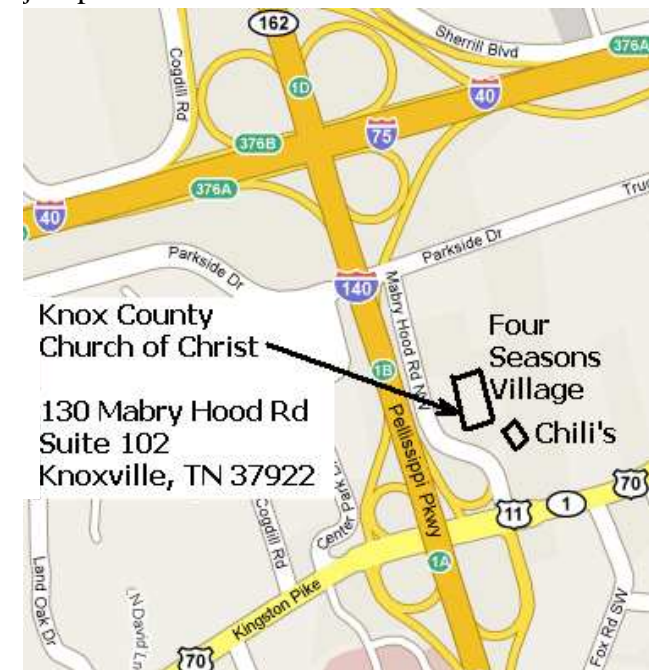 162
Sherrill Blvd
376A
Cogdill Rd
1D
40
376B
75
376A
40
Parkside Dr
Parkside Dr
140
Mabry Hood Rd NW
Knox County
Church of Christ
Four
Seasons
Village
1B
130 Mabry Hood Rd
Suite 102
Knoxville, TN 37922
Chili's
Pellissippi Pkwy
70
11
1
Center Park
Cogdill Rd
1A
Land Oak Dr
N David Ln
Kingston Pike
Fox Rd SW
70